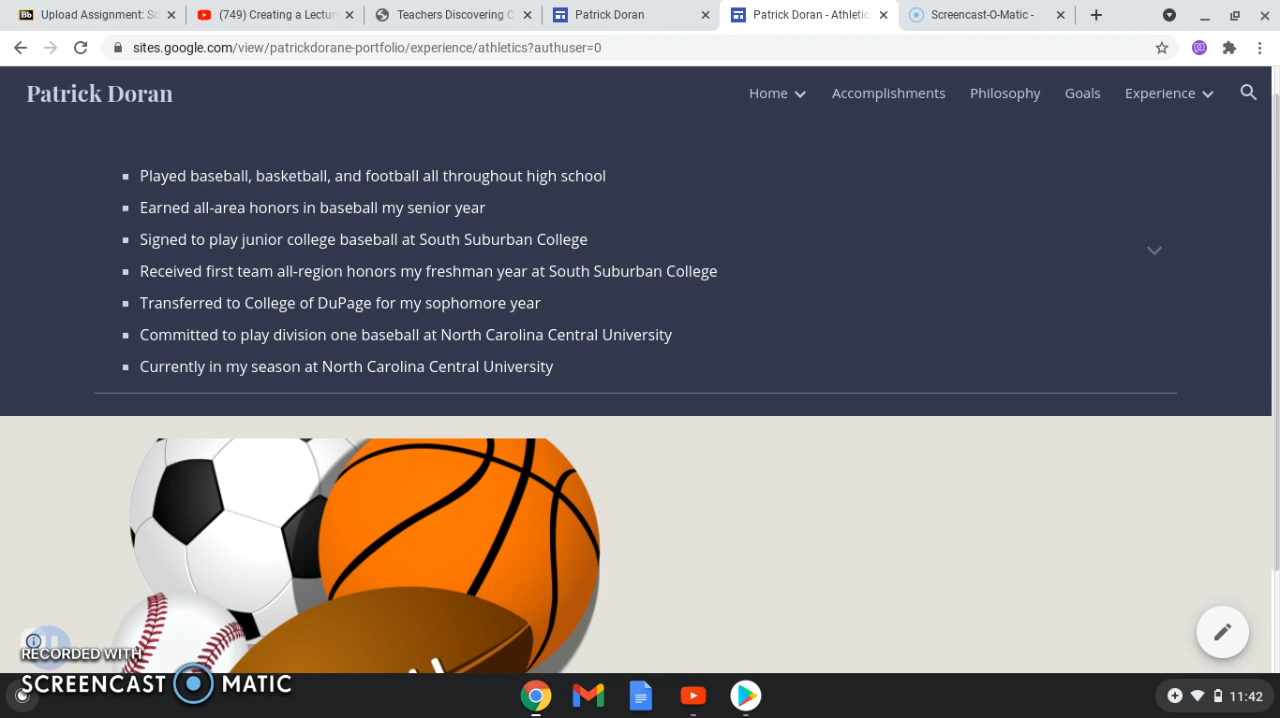 Bb Upload Assignment: Sc
(749) Creating a Lectur
Teachers Discovering C
Patrick Doran
Patrick Doran - Athletic
Screencast-O-Matic -
sites.google.com/view/patrickdorane-portfolio/experience/athletics?authuser=0
Patrick Doran
Home
Accomplishments
Philosophy
Goals
Experience
Played baseball, basketball, and football all throughout high school
Earned all-area honors in baseball my senior year
Signed to play junior college baseball at South Suburban College
Received first team all-region honors my freshman year at South Suburban College
Transferred to College of DuPage for my sophomore year
Committed to play division one baseball at North Carolina Central University
Currently in my season at North Carolina Central University
RECORDED WITH
SCREENCAST MATIC
11:42